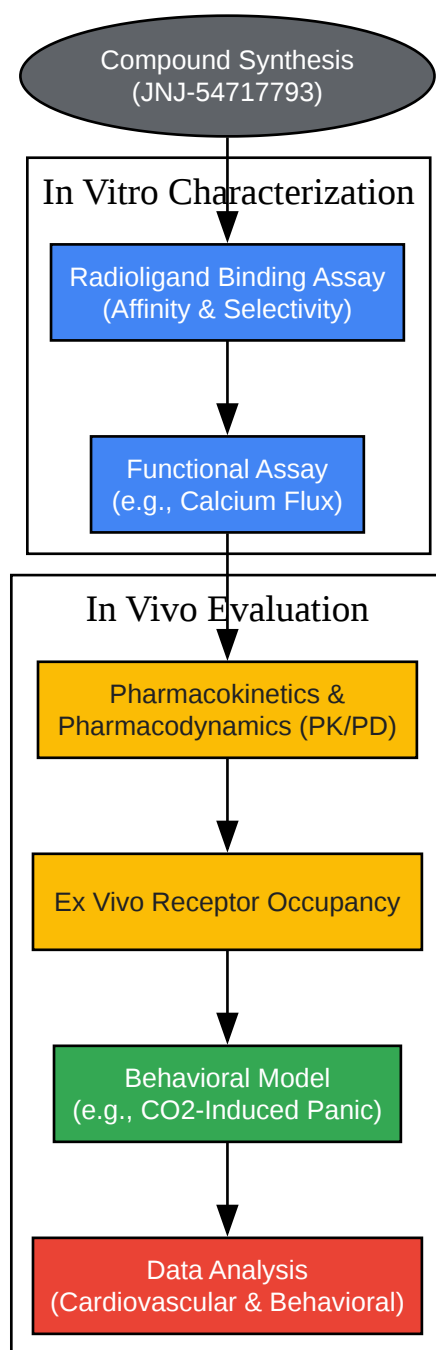 Compound Synthesis
(JNJ-54717793)
In Vitro Characterization
Radioligand Binding Assay
(Affinity & Selectivity)
Functional Assay
(e.g., Calcium Flux)
In Vivo Evaluation
Pharmacokinetics &
Pharmacodynamics (PK/PD)
Ex Vivo Receptor Occupancy
Behavioral Model
(e.g., CO2-Induced Panic)
Data Analysis
(Cardiovascular & Behavioral)